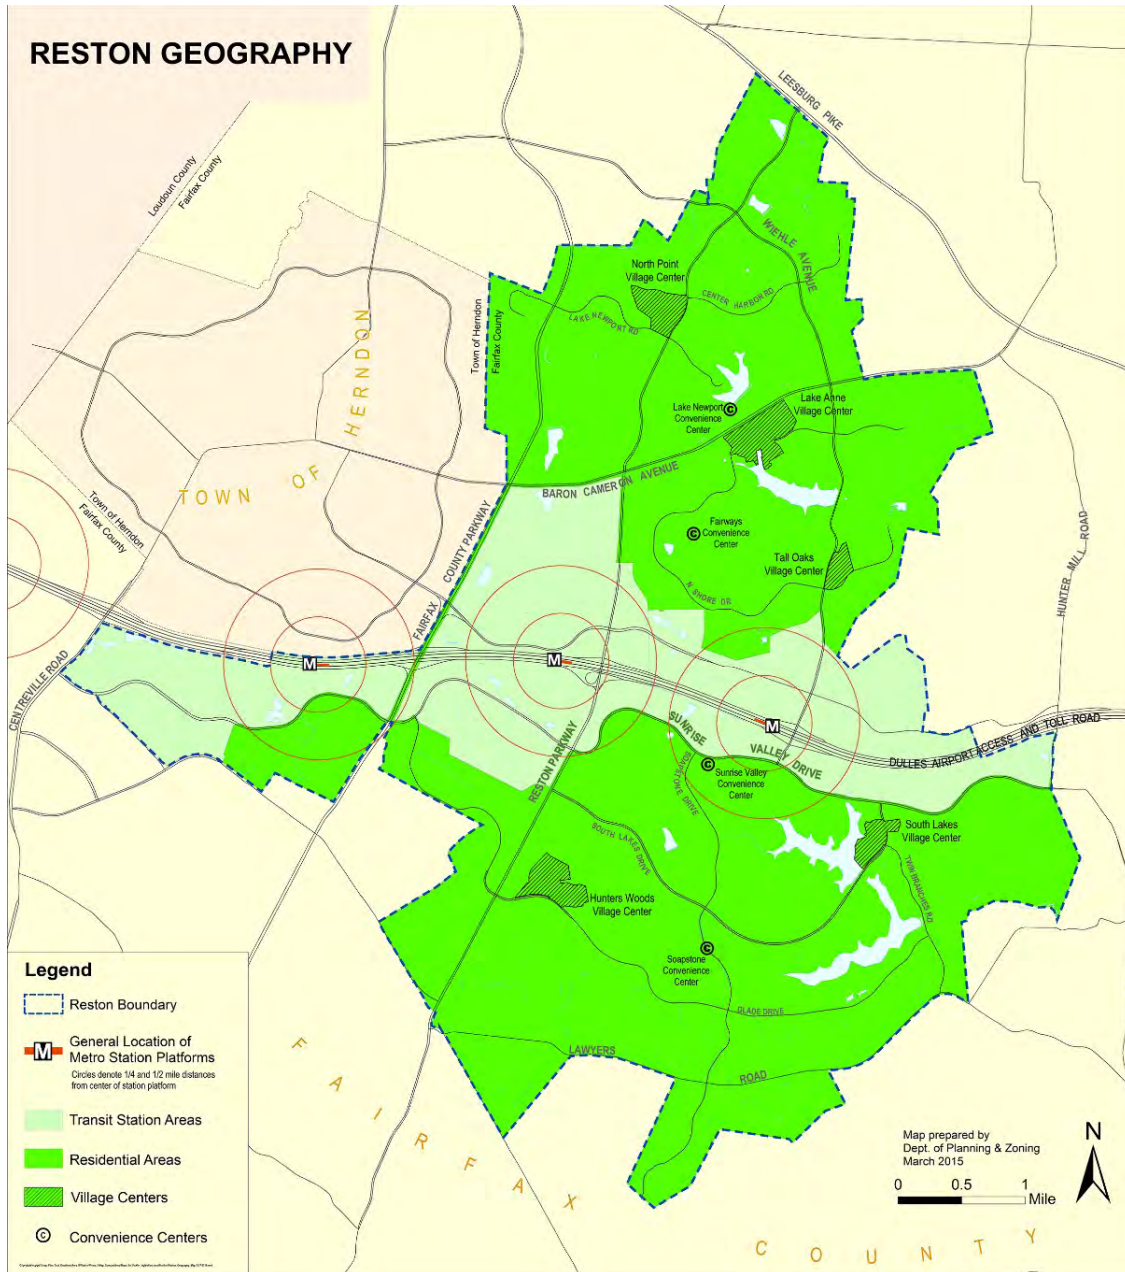 RESTON GEOGRAPHY
LEESBURG PIKE
Loudoun County
Fairfax County
WIEHLE AVENUE
North Point
Village Center
CENTER HARBOR RD
LAKE NEWPORT RD
Town of Herndon
Fairfax County
TOWN OF HERNDON
Lake Anne
Village Center
Lake Newport
Convenience
Center
C
BARON CAMERON AVENUE
Town of Herndon
Fairfax County
FAIRFAX COUNTY PARKWAY
C
Fairways
Convenience
Center
Tall Oaks
Village Center
N SHORE DR
HUNTER MILL ROAD
CENTREVILLE ROAD
M
M
M
SUNRISE VALLEY DRIVE
DULLES AIRPORT ACCESS AND TOLL ROAD
RESTON PARKWAY
SOAPSTONE DRIVE
C
Sunrise Valley
Convenience
Center
SOUTH LAKES DRIVE
South Lakes
Village Center
TWIN BRANCHES RD
Hunters Woods
Village Center
C
Soapstone
Convenience
Center
GLADE DRIVE
LAWYERS ROAD
FAIRFAX COUNTY
Legend
Reston Boundary
M
General Location of
Metro Station Platforms
Circles denote 1/4 and 1/2 mile distances
from center of station platform
Transit Station Areas
Residential Areas
Village Centers
C
Convenience Centers
Map prepared by
Dept. of Planning & Zoning
March 2015
N
0 0.5 1
Mile